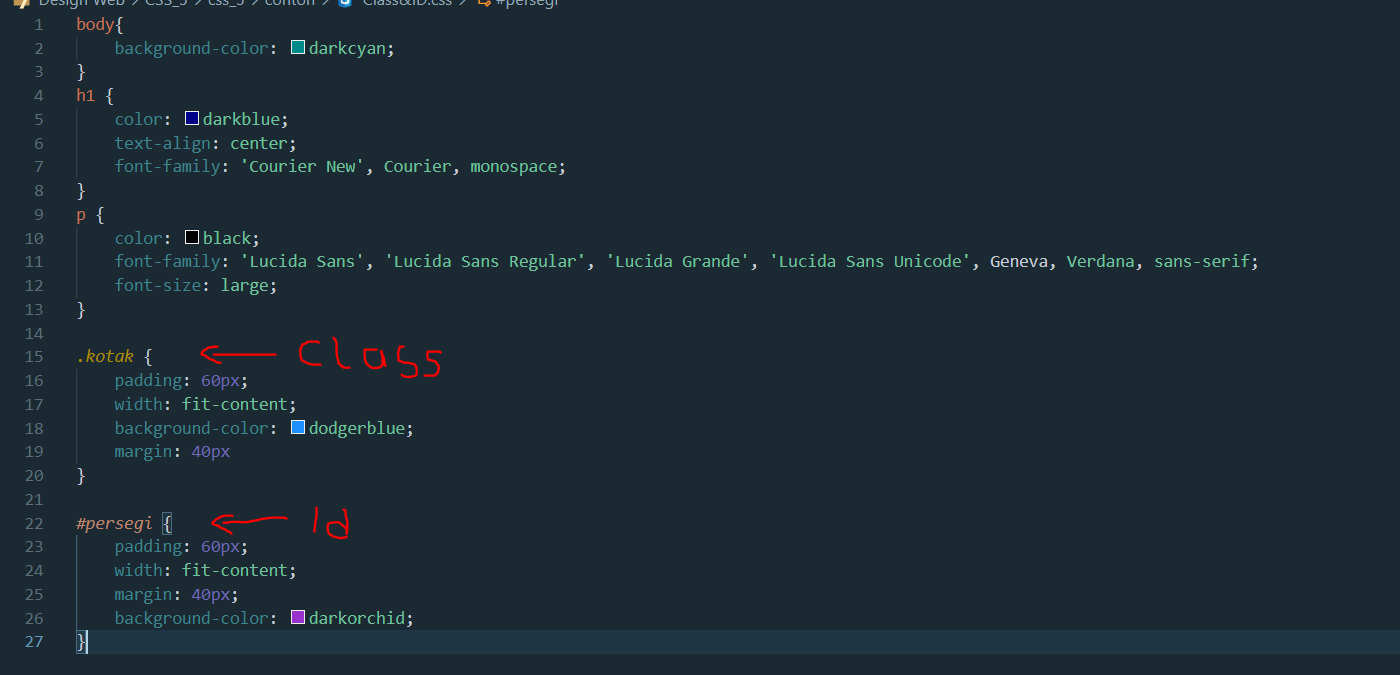 Design Web > CSS_3 > css_3 > contoh > Class&ID.css > #persegi
1 body{
2 background-color: darkcyan;
3 }
4 h1 {
5 color: darkblue;
6 text-align: center;
7 font-family: 'Courier New', Courier, monospace;
8 }
9 p {
10 color: black;
11 font-family: 'Lucida Sans', 'Lucida Sans Regular', 'Lucida Grande', 'Lucida Sans Unicode', Geneva, Verdana, sans-serif;
12 font-size: large;
13 }
14
15 .kotak { ← class
16 padding: 60px;
17 width: fit-content;
18 background-color: dodgerblue;
19 margin: 40px
20 }
21
22 #persegi { ← Id
23 padding: 60px;
24 width: fit-content;
25 margin: 40px;
26 background-color: darkorchid;
27 }